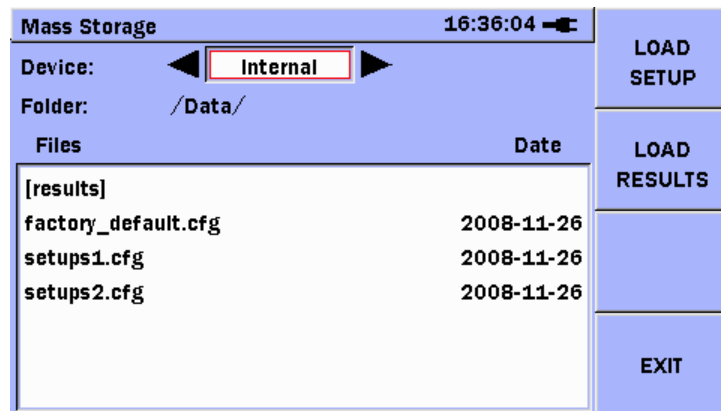 Mass Storage 16:36:04
Device: Internal
Folder: /Data/
Files Date
[results]
factory_default.cfg 2008-11-26
setups1.cfg 2008-11-26
setups2.cfg 2008-11-26
LOAD
SETUP
LOAD
RESULTS
EXIT